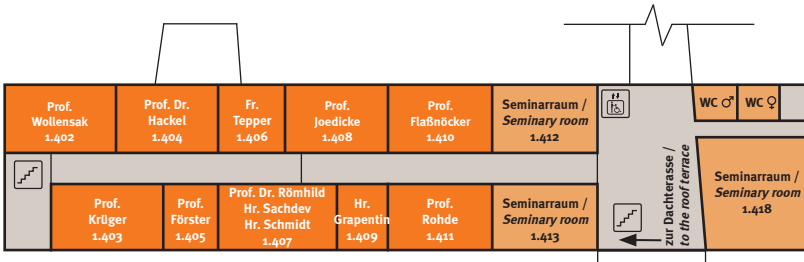 Prof.
Wollensak
1.402
Prof. Dr.
Hackel
1.404
Fr.
Tepper
1.406
Prof.
Joedicke
1.408
Prof.
Flaßnöcker
1.410
Seminarraum /
Seminary room
1.412
WC ♂
WC ♀
Prof.
Krüger
1.403
Prof.
Förster
1.405
Prof. Dr. Römhild
Hr. Sachdev
Hr. Schmidt
1.407
Hr.
Grapentin
1.409
Prof.
Rohde
1.411
Seminarraum /
Seminary room
1.413
zur Dachterasse /
to the roof terrace
Seminarraum /
Seminary room
1.418